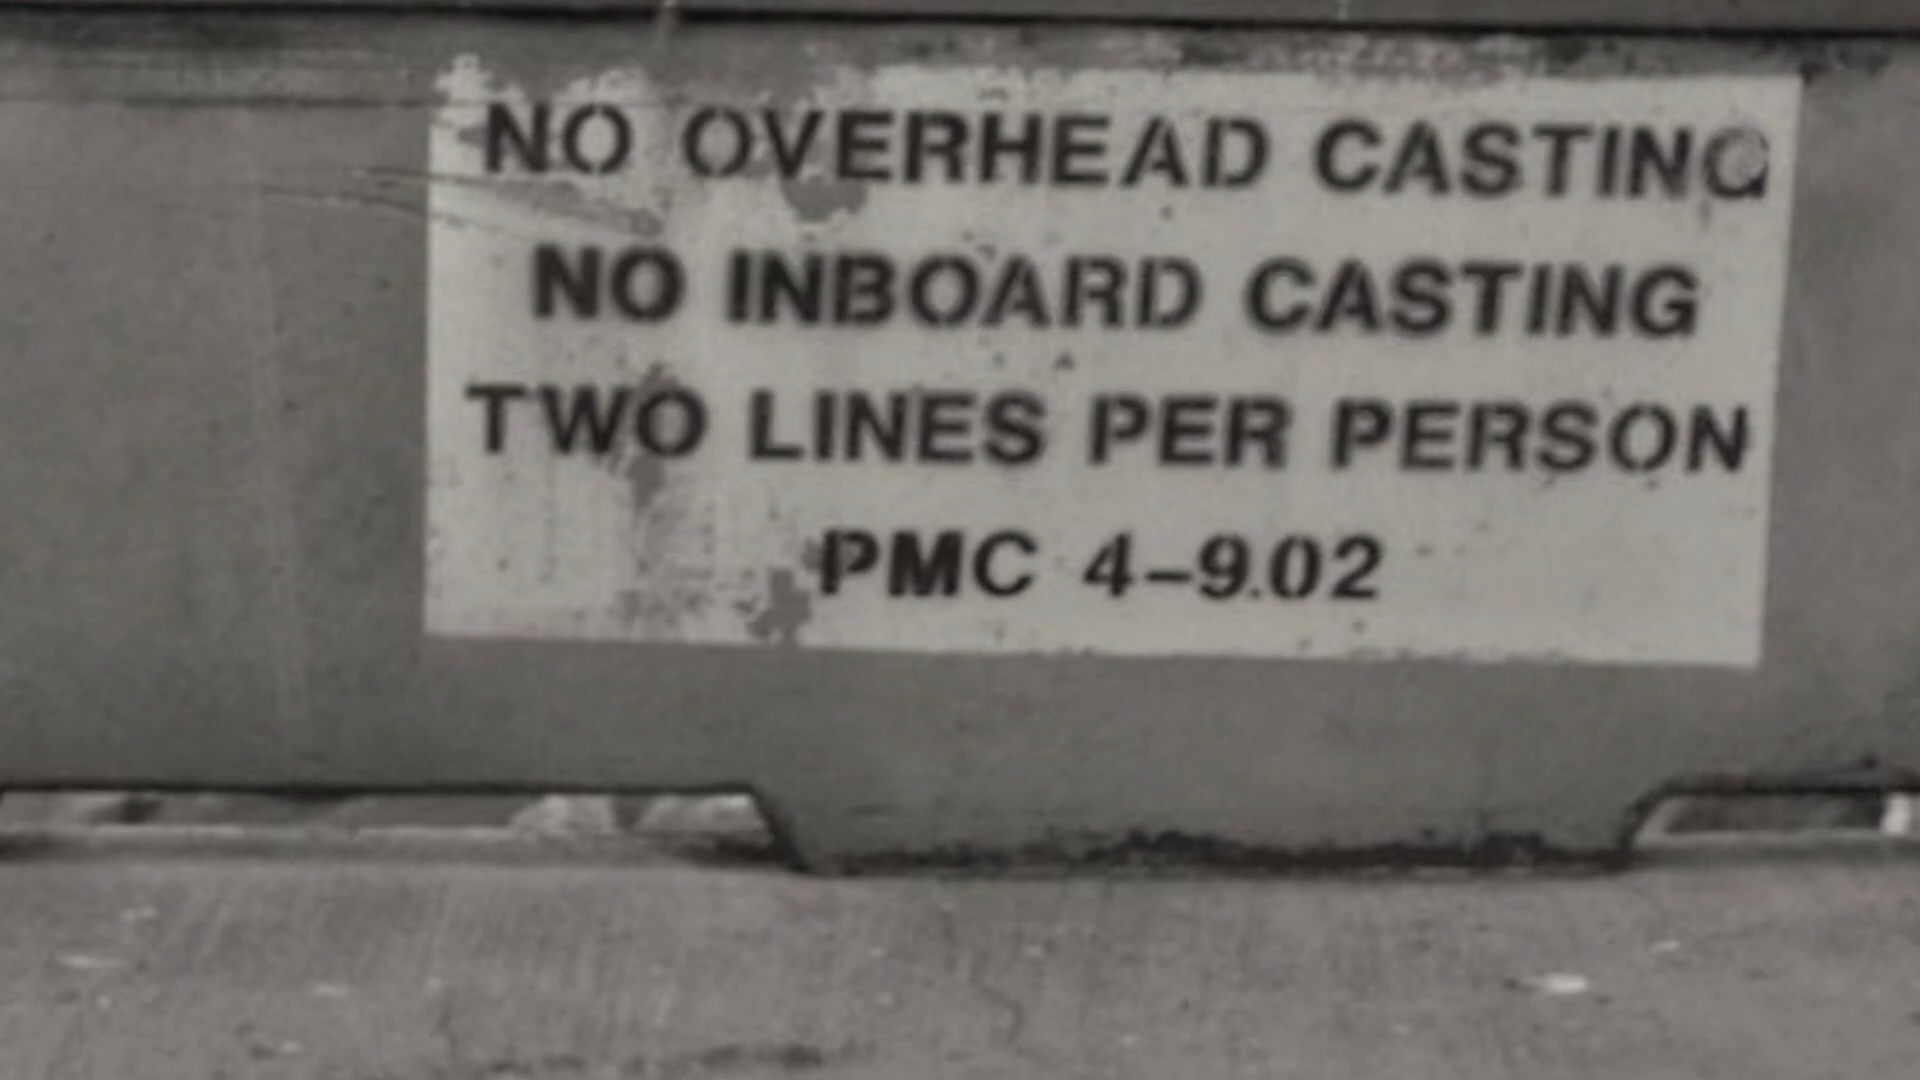 NO OVERHEAD CASTING
NO INBOARD CASTING
TWO LINES PER PERSON
PMC 4-9.02